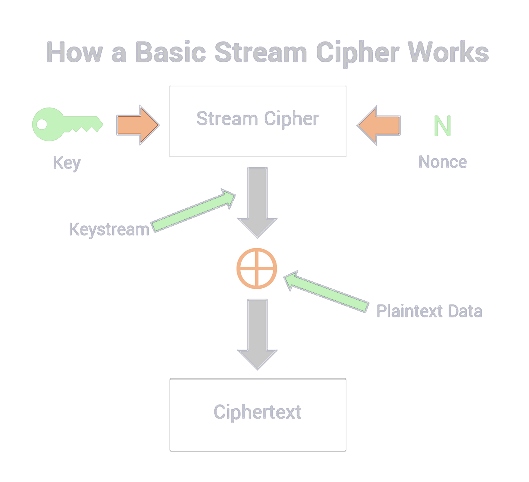 How a Basic Stream Cipher Works
Stream Cipher
N
Key
Nonce
Keystream
Plaintext Data
Ciphertext